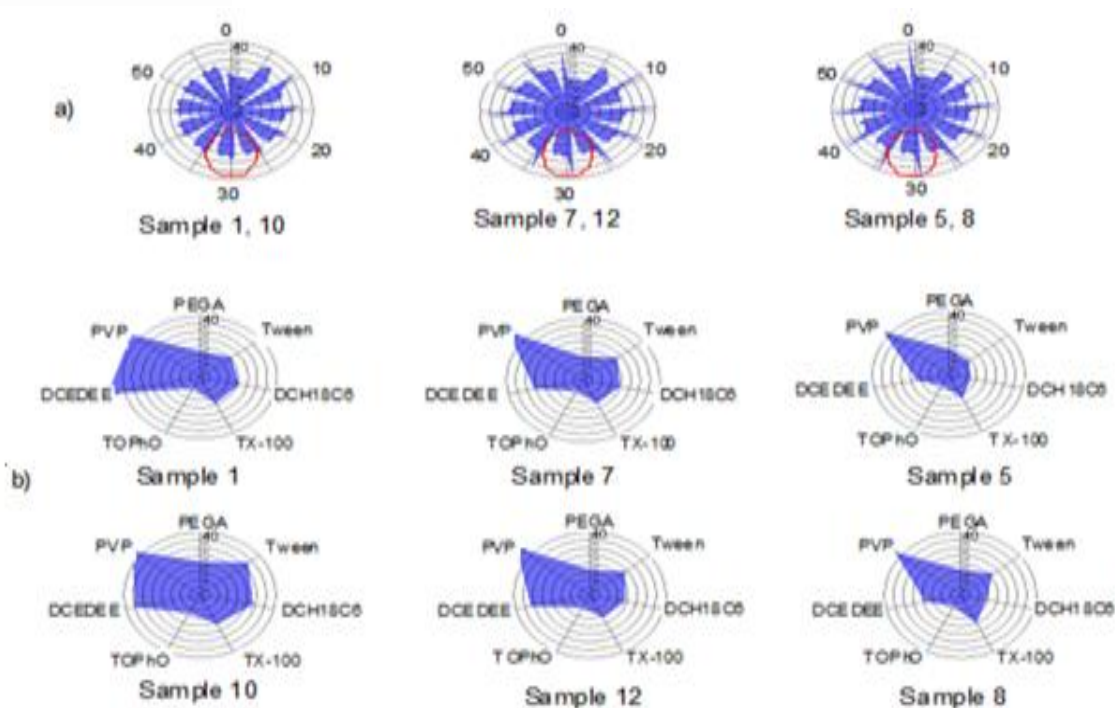 a)
0
40
10
20
30
40
50
Sample 1, 10
0
40
10
20
30
40
50
Sample 7, 12
0
40
10
20
30
40
50
Sample 5, 8
b)
PEGA
40
PVP
Tween
DCEDEE
DCH18C6
TOPhO
TX-100
Sample 1
PEGA
40
PVP
Tween
DCEDEE
DCH18C6
TOPhO
TX-100
Sample 7
PEGA
40
PVP
Tween
DCEDEE
DCH18C6
TOPhO
TX-100
Sample 5
PEGA
40
PVP
Tween
DCEDEE
DCH18C6
TOPhO
TX-100
Sample 10
PEGA
40
PVP
Tween
DCEDEE
DCH18C6
TOPhO
TX-100
Sample 12
PEGA
40
PVP
Tween
DCEDEE
DCH18C6
TOPhO
TX-100
Sample 8